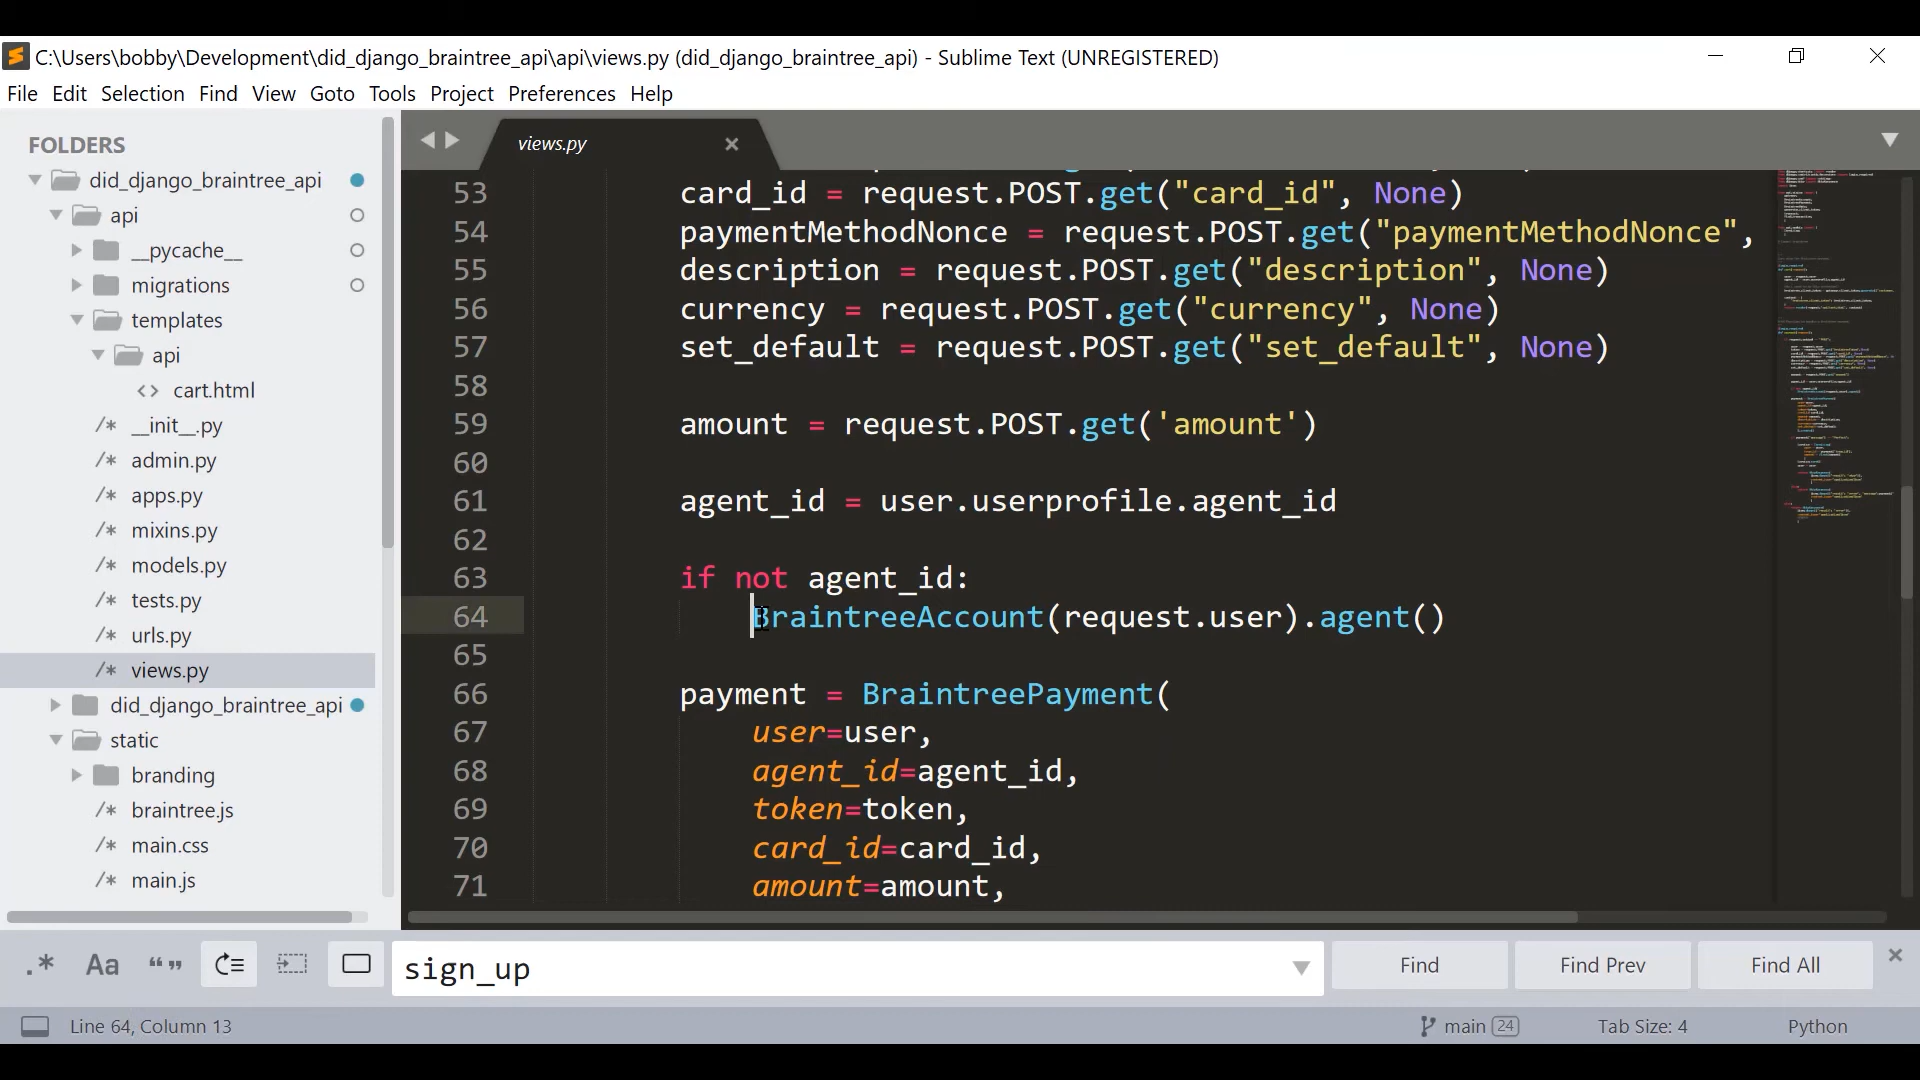 C:\Users\bobby\Development\did_django_braintree_api\api\views.py (did_django_braintree_api) - Sublime Text (UNREGISTERED)
File Edit Selection Find View Goto Tools Project Preferences Help
FOLDERS
did_django_braintree_api
api
__pycache__
migrations
templates
api
<> cart.html
/* __init__.py
/* admin.py
/* apps.py
/* mixins.py
/* models.py
/* tests.py
/* urls.py
/* views.py
did_django_braintree_api
static
branding
/* braintree.js
/* main.css
/* main.js
views.py
53 card_id = request.POST.get("card_id", None)
54 paymentMethodNonce = request.POST.get("paymentMethodNonce",
55 description = request.POST.get("description", None)
56 currency = request.POST.get("currency", None)
57 set_default = request.POST.get("set_default", None)
58
59 amount = request.POST.get('amount')
60
61 agent_id = user.userprofile.agent_id
62
63 if not agent_id:
64 BraintreeAccount(request.user).agent()
65
66 payment = BraintreePayment(
67 user=user,
68 agent_id=agent_id,
69 token=token,
70 card_id=card_id,
71 amount=amount,
.* Aa “” sign_up Find Find Prev Find All
Line 64, Column 13 main 24 Tab Size: 4 Python